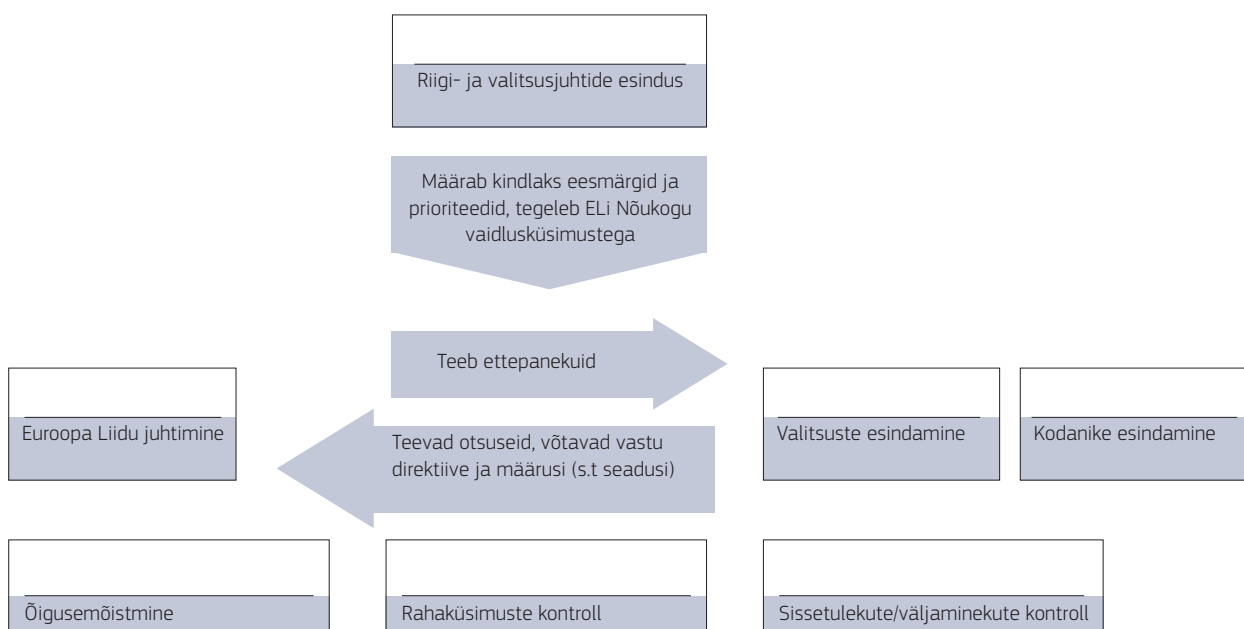 Riigi- ja valitsusjuhtide esindus
Määrab kindlaks eesmärgid ja
prioriteedid, tegeleb ELi Nõukogu
vaidlusküsimustega
Teeb ettepanekuid
Euroopa Liidu juhtimine
Teevad otsuseid, võtavad vastu
direktiive ja määrusi (s.t seadusi)
Valitsuste esindamine
Kodanike esindamine
Õigusemõistmine
Rahaküsimuste kontroll
Sissetulekute/väljaminekute kontroll